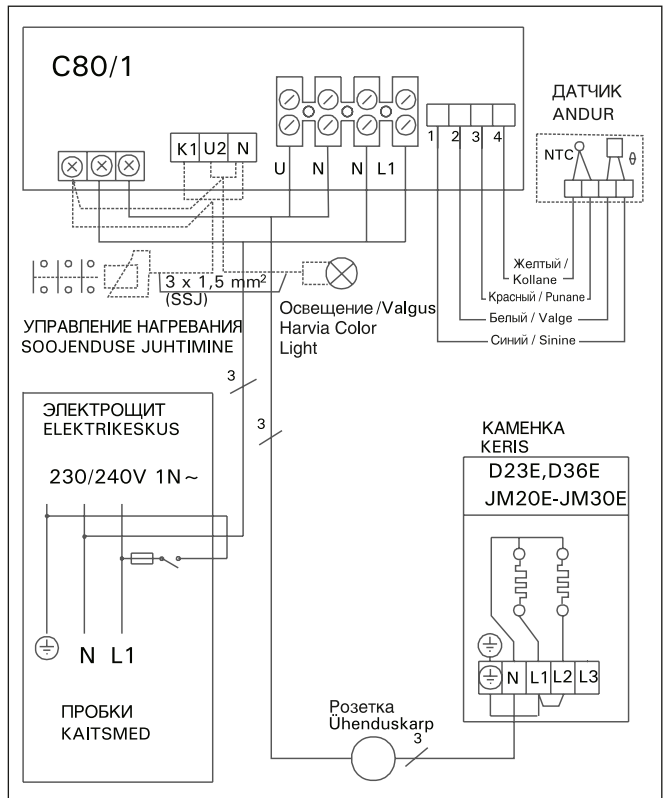 C80/1
ДАТЧИК
ANDUR
NTC
θ
1 2 3 4
K1 U2 N
U N N L1
3 x 1,5 mm²
(SSJ)
Освещение /Valgus
Harvia Color
Light
Желтый /
Kollane
Красный / Punane
Белый / Valge
Синий / Sinine
УПРАВЛЕНИЕ НАГРЕВАНИЯ
SOOJENDUSE JUHTIMINE
3
3
ЭЛЕКТРОЩИТ
ELEKTRIKESKUS
230/240V 1N~
N L1
ПРОБКИ
KAITSMED
КАМЕНКА
KERIS
D23E,D36E
JM20E-JM30E
N L1 L2 L3
Розетка
Ühenduskarp
3